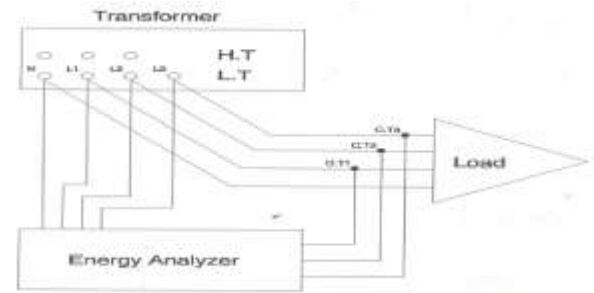 Transformer
H.T
N L1 L2 L3 L.T
C.T3
C.T2
C.T1
Load
Energy Analyzer